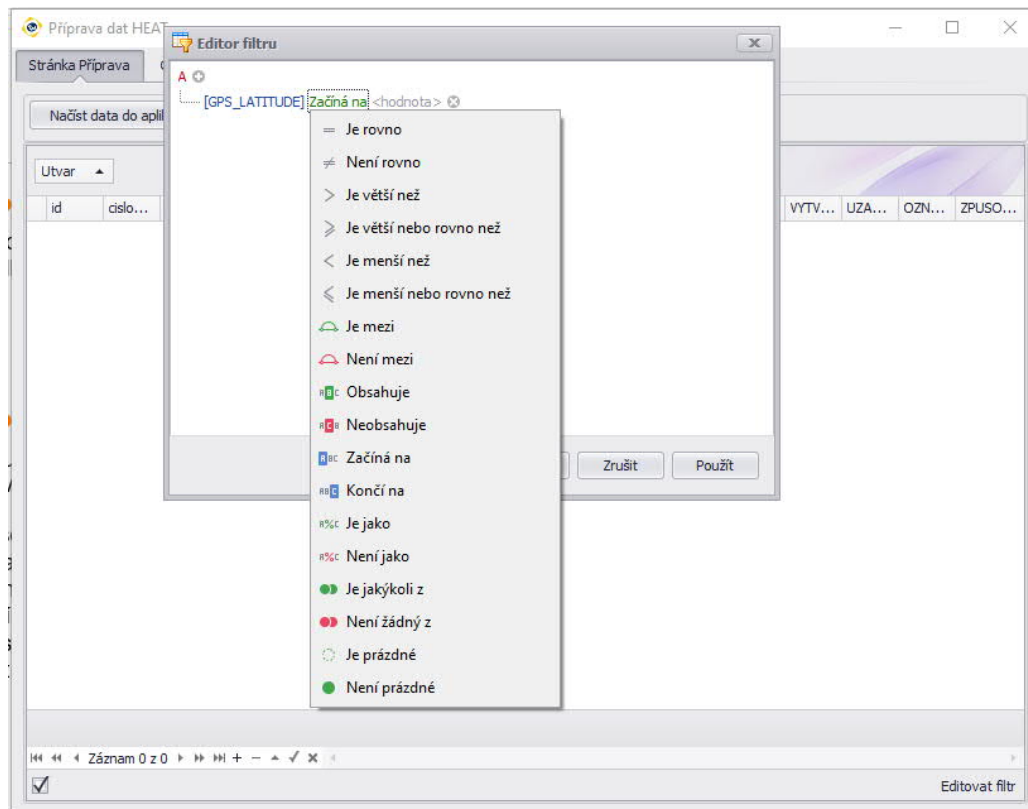 Příprava dat HEAT
Editor filtru
Stránka Příprava
A
[GPS_LATITUDE] Začíná na <hodnota>
Načíst data do apli
Je rovno
Není rovno
Utvar
Je větší než
id cislo... VYTV... UZA... OZN... ZPUSO...
Je větší nebo rovno než
Je menší než
Je menší nebo rovno než
Je mezi
Není mezi
Obsahuje
Neobsahuje
Začíná na
Zrušit Použít
Končí na
Je jako
Není jako
Je jakýkoli z
Není žádný z
Je prázdné
Není prázdné
Záznam 0 z 0
Editovat filtr